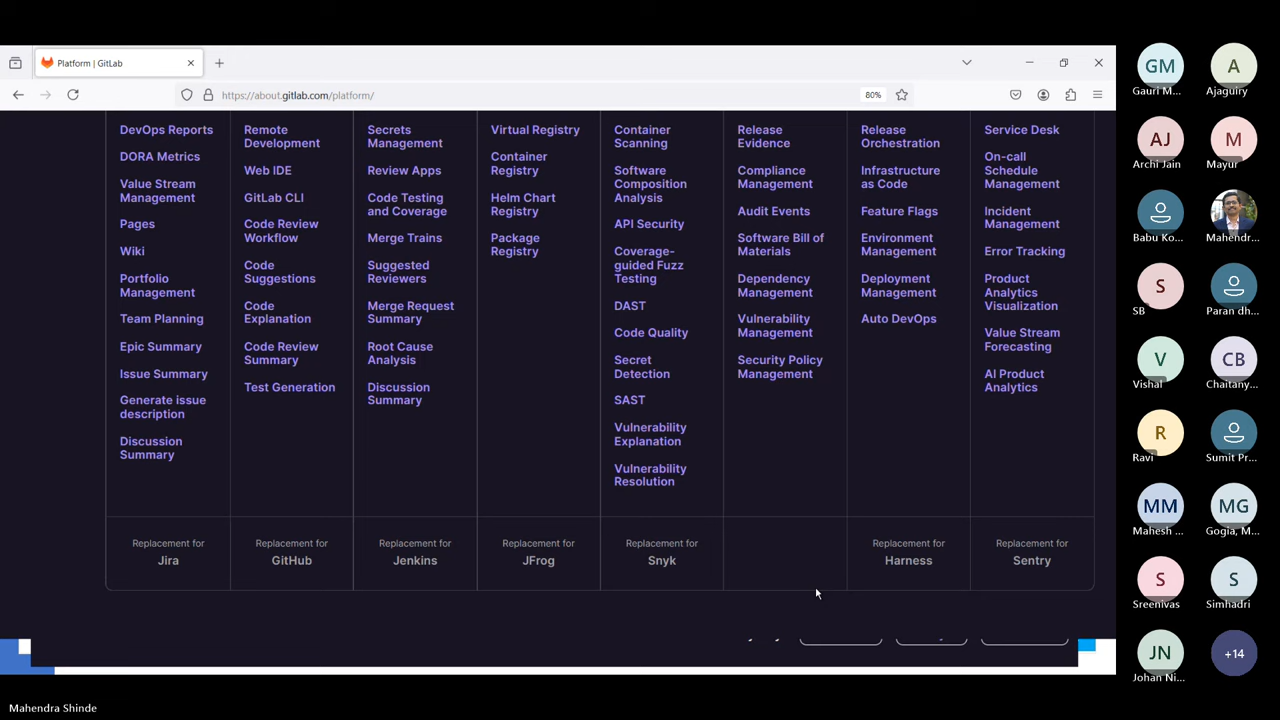 Platform | GitLab
https://about.gitlab.com/platform/
80%
DevOps Reports
DORA Metrics
Value Stream
Management
Pages
Wiki
Portfolio
Management
Team Planning
Epic Summary
Issue Summary
Generate issue
description
Discussion
Summary
Replacement for
Jira
Remote
Development
Web IDE
GitLab CLI
Code Review
Workflow
Code
Suggestions
Code
Explanation
Code Review
Summary
Test Generation
Replacement for
GitHub
Secrets
Management
Review Apps
Code Testing
and Coverage
Merge Trains
Suggested
Reviewers
Merge Request
Summary
Root Cause
Analysis
Discussion
Summary
Replacement for
Jenkins
Virtual Registry
Container
Registry
Helm Chart
Registry
Package
Registry
Replacement for
JFrog
Container
Scanning
Software
Composition
Analysis
API Security
Coverage-
guided Fuzz
Testing
DAST
Code Quality
Secret
Detection
SAST
Vulnerability
Explanation
Vulnerability
Resolution
Replacement for
Snyk
Release
Evidence
Compliance
Management
Audit Events
Software Bill of
Materials
Dependency
Management
Vulnerability
Management
Security Policy
Management
Release
Orchestration
Infrastructure
as Code
Feature Flags
Environment
Management
Deployment
Management
Auto DevOps
Replacement for
Harness
Service Desk
On-call
Schedule
Management
Incident
Management
Error Tracking
Product
Analytics
Visualization
Value Stream
Forecasting
AI Product
Analytics
Replacement for
Sentry
GM
Gauri M...
A
Ajaguiry
AJ
Archi Jain
M
Mayur
Babu Ko...
Mahendr...
S
SB
Paran dh...
V
Vishal
CB
Chaitany...
R
Ravi
Sumit Pr...
MM
Mahesh ...
MG
Gogia, M...
S
Sreenivas
S
Simhadri
JN
Johan Ni...
+14
Mahendra Shinde